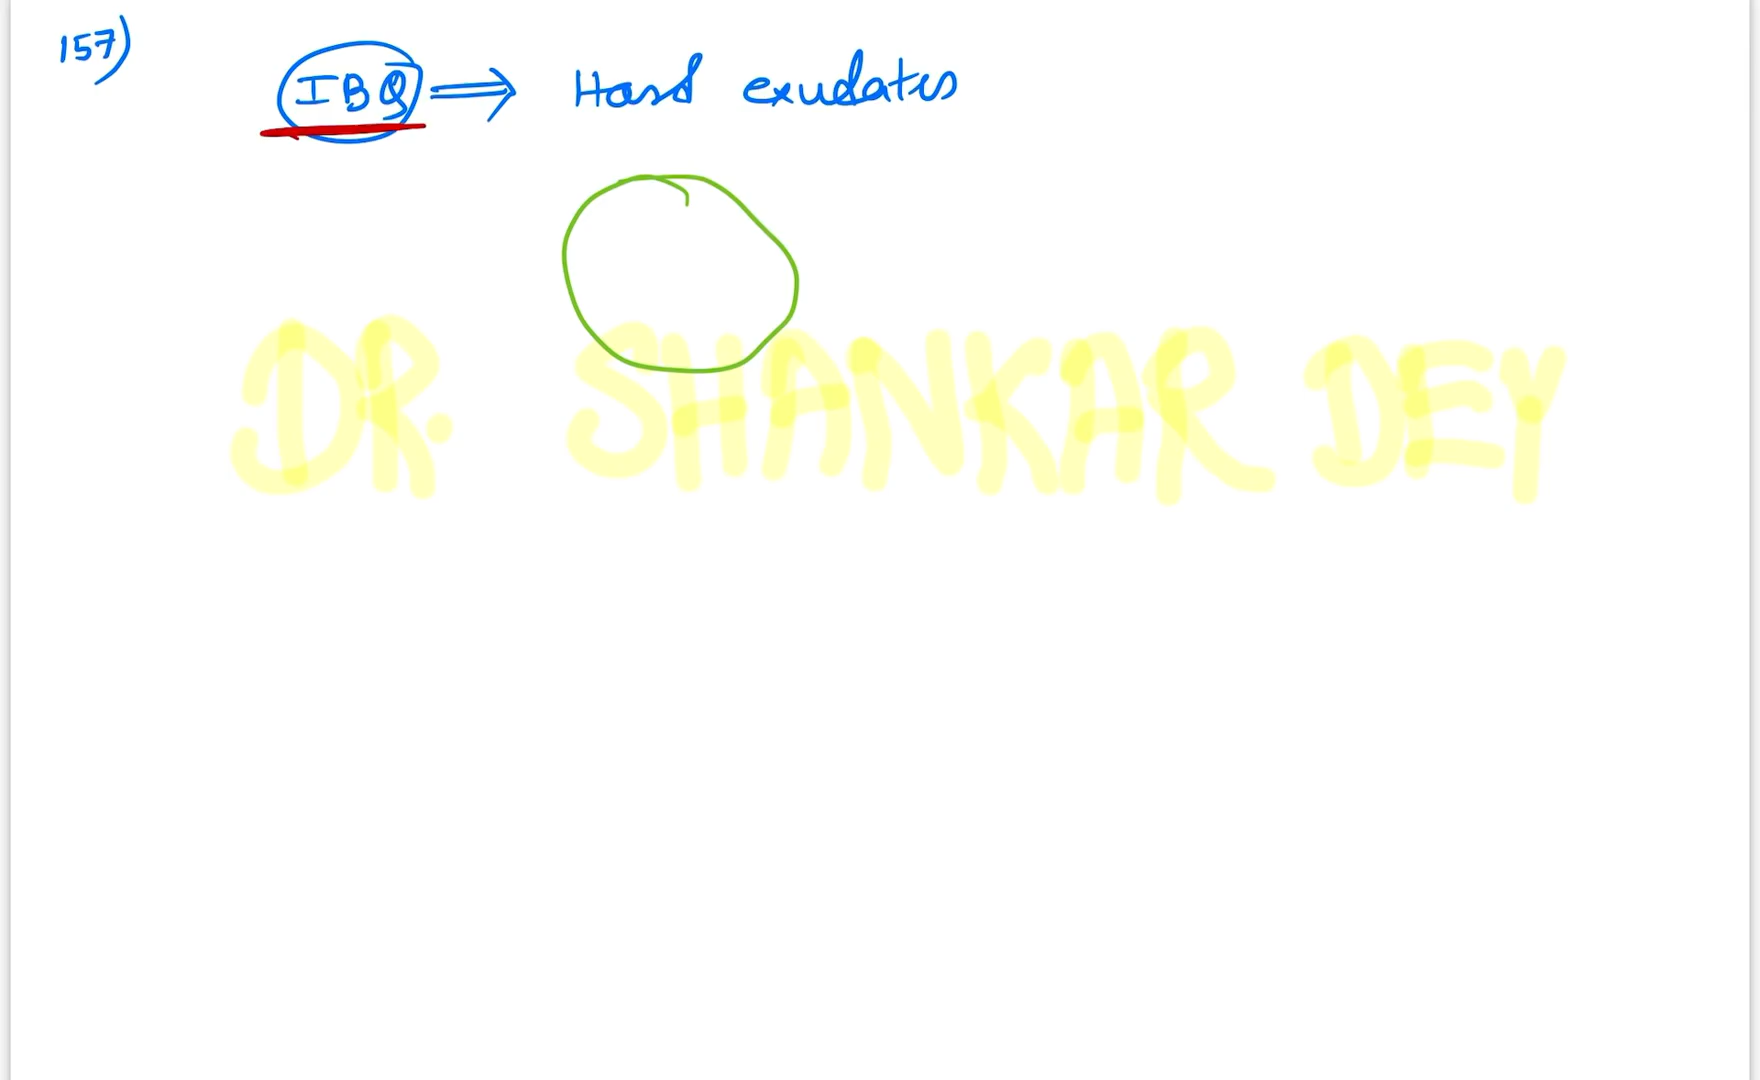 157)
IBQ ⇒ Hard exudates
DR. SHANKAR DEY